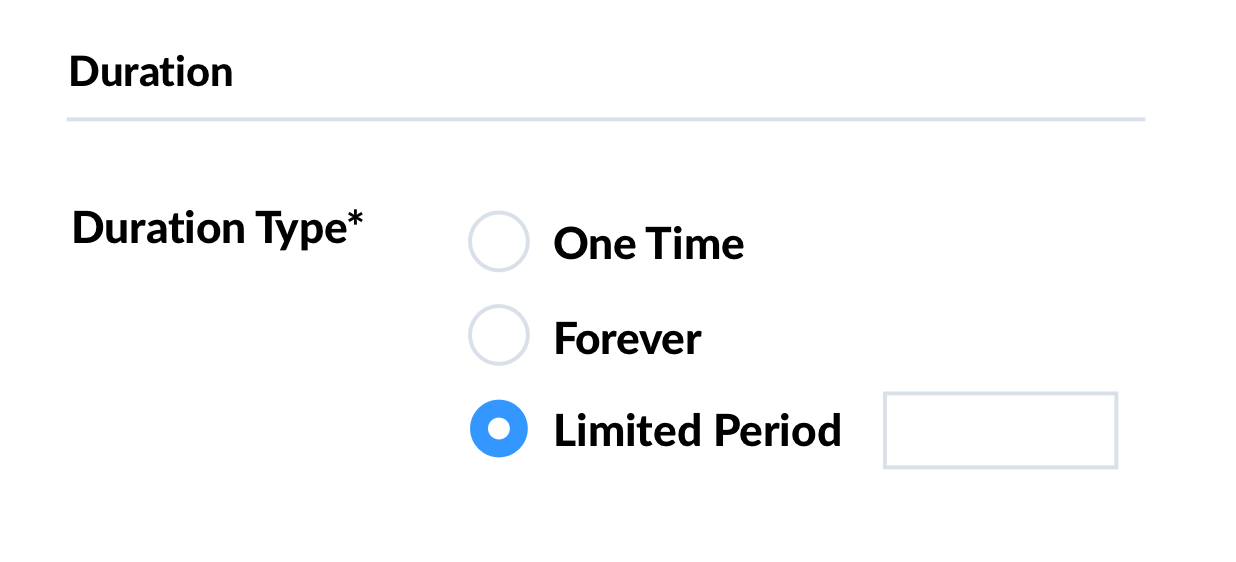 Duration
Duration Type*
One Time
Forever
Limited Period